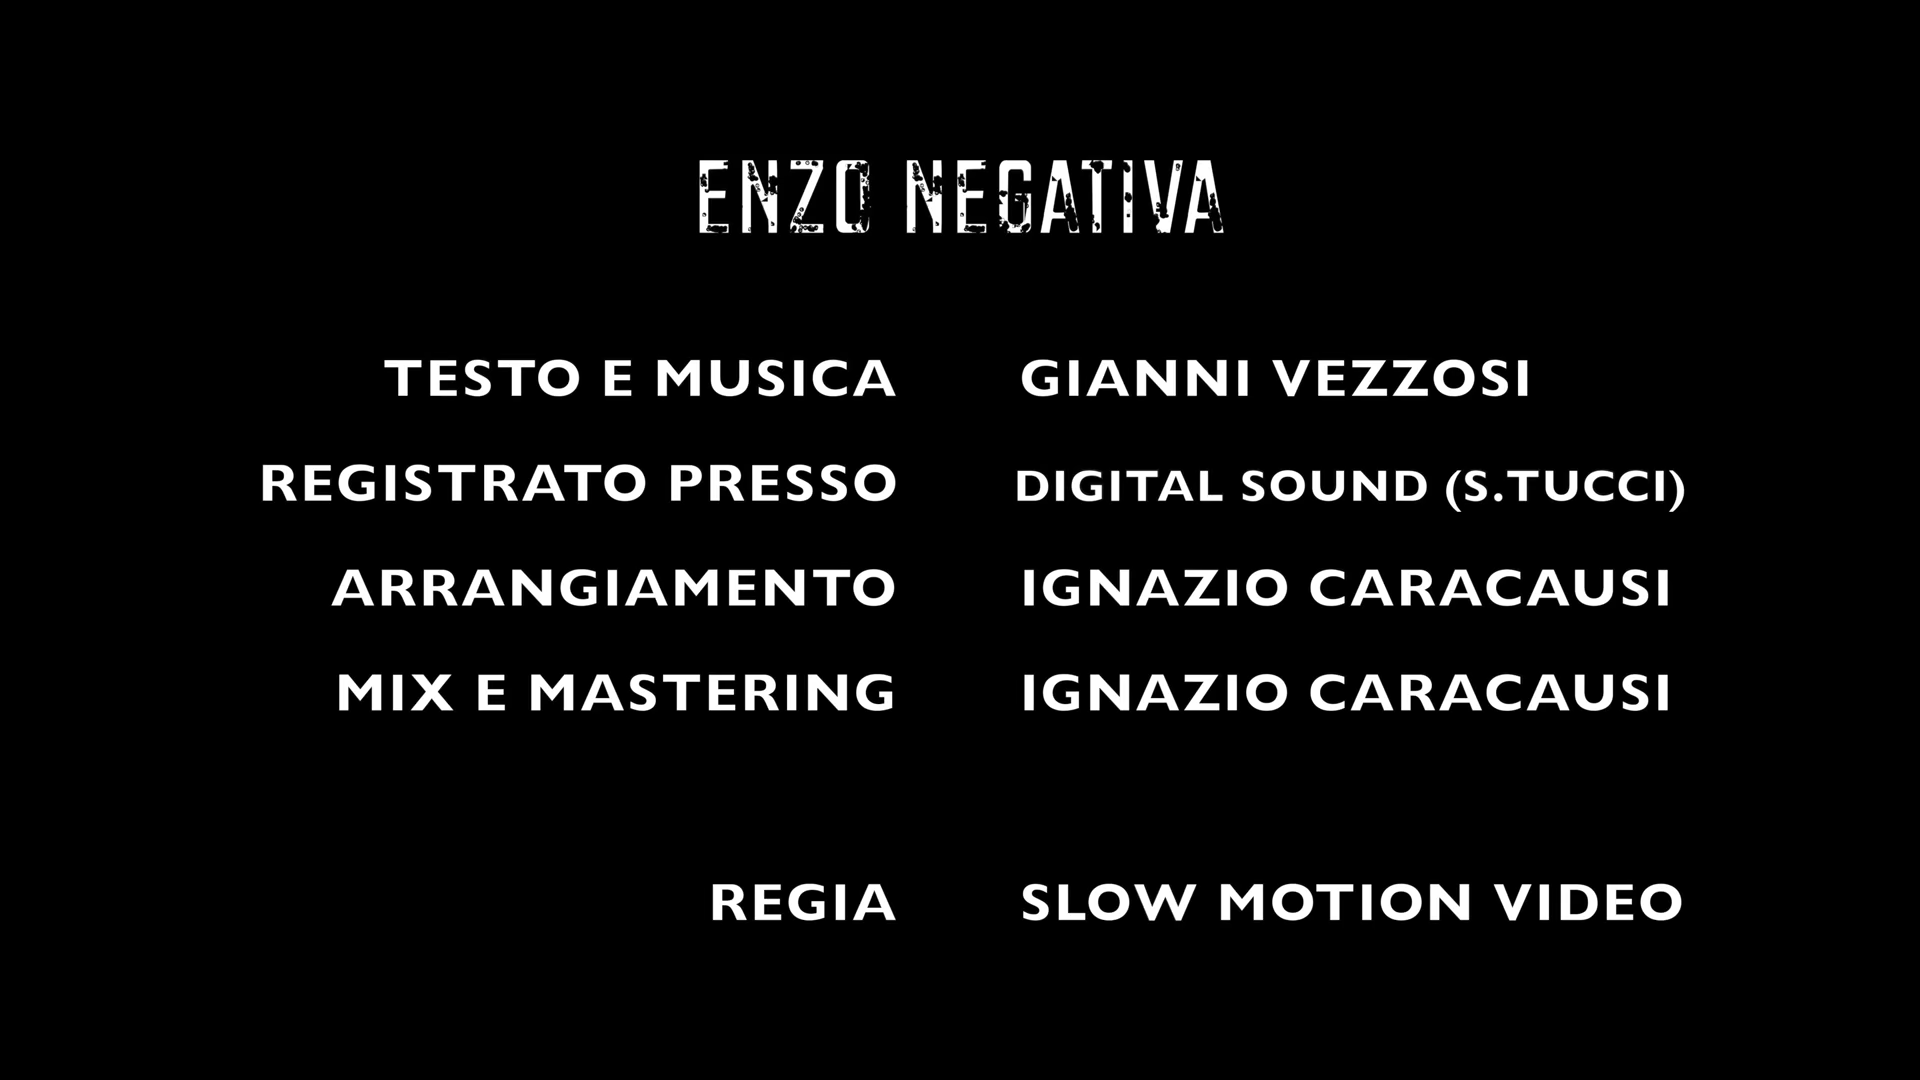 ENZO NEGATIVA
TESTO E MUSICA GIANNI VEZZOSI
REGISTRATO PRESSO DIGITAL SOUND (S.TUCCI)
ARRANGIAMENTO IGNAZIO CARACAUSI
MIX E MASTERING IGNAZIO CARACAUSI
REGIA SLOW MOTION VIDEO